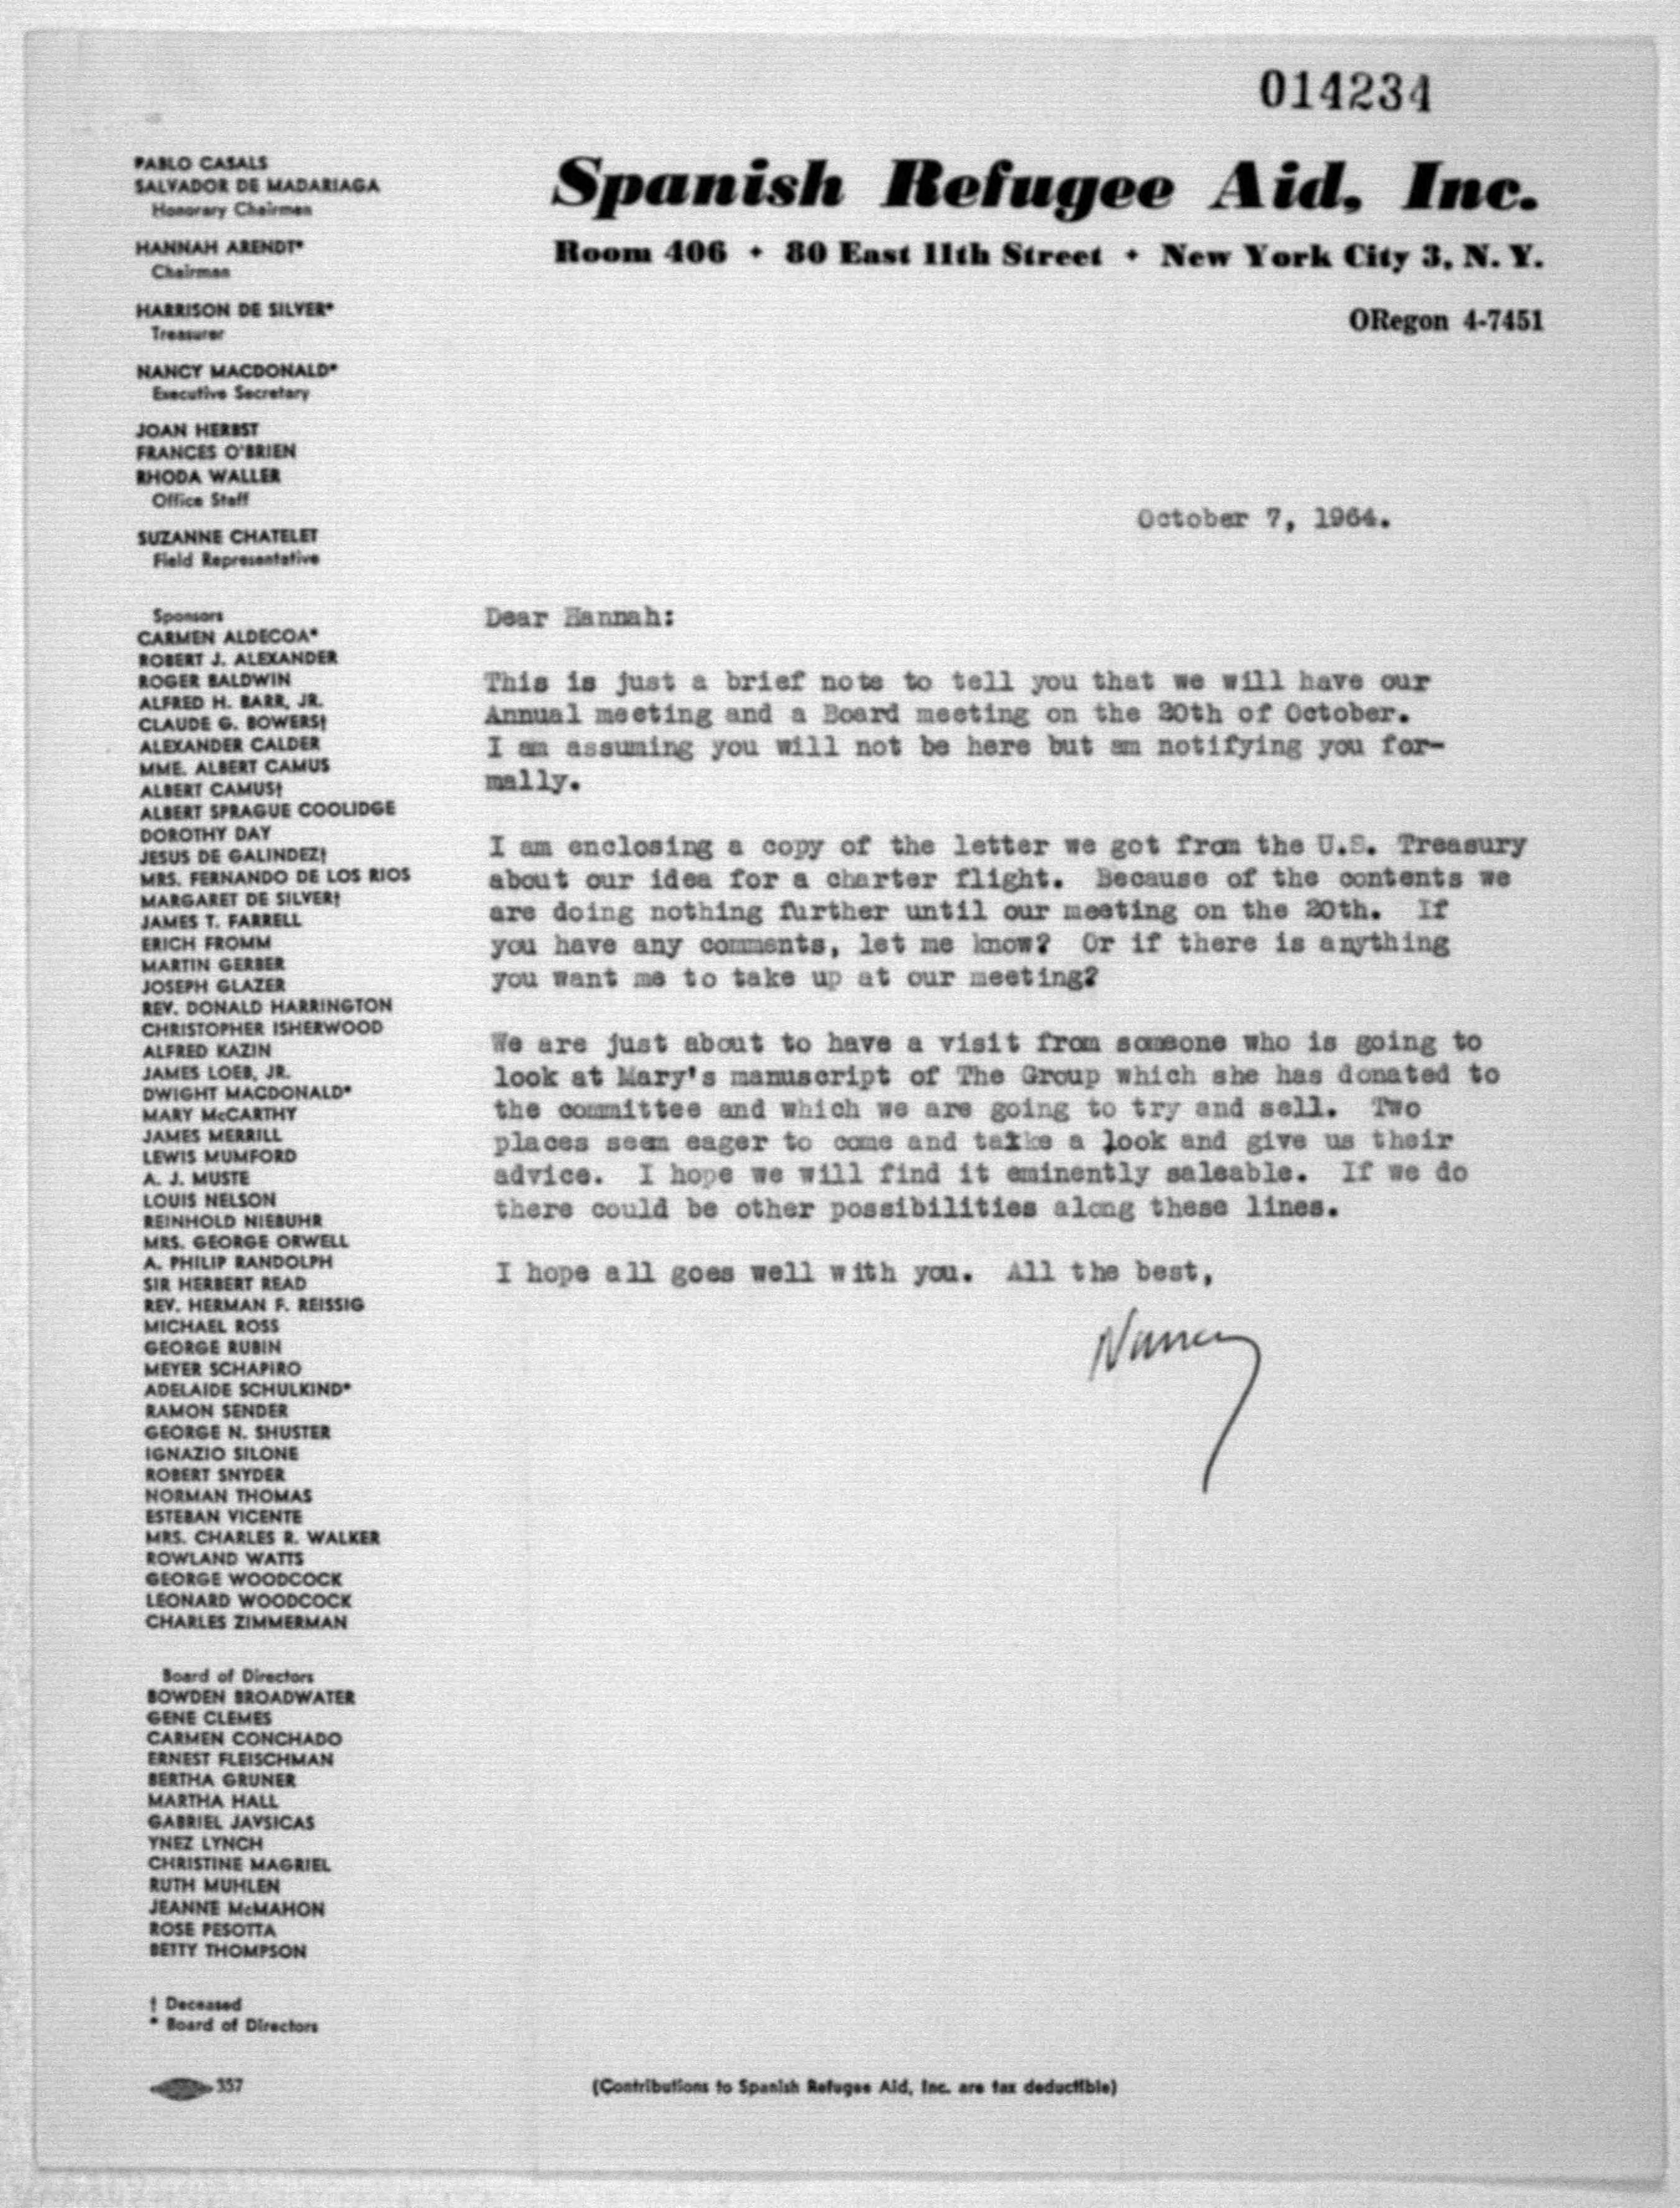 014234
Spanish Refugee Aid, Inc.
Room 406 • 80 East 11th Street • New York City 3, N. Y.
ORegon 4-7451
PABLO CASALS
SALVADOR DE MADARIAGA
Honorary Chairmen
HANNAH ARENDT*
Chairman
HARRISON DE SILVER*
Treasurer
NANCY MACDONALD*
Executive Secretary
JOAN HERBST
FRANCES O'BRIEN
RHODA WALLER
Office Staff
SUZANNE CHATELET
Field Representative
Sponsors
CARMEN ALDECOA*
ROBERT J. ALEXANDER
ROGER BALDWIN
ALFRED H. BARR, JR.
CLAUDE G. BOWERS†
ALEXANDER CALDER
MME. ALBERT CAMUS
ALBERT CAMUS†
ALBERT SPRAGUE COOLIDGE
DOROTHY DAY
JESUS DE GALINDEZ†
MRS. FERNANDO DE LOS RIOS
MARGARET DE SILVER†
JAMES T. FARRELL
ERICH FROMM
MARTIN GERBER
JOSEPH GLAZER
REV. DONALD HARRINGTON
CHRISTOPHER ISHERWOOD
ALFRED KAZIN
JAMES LOEB, JR.
DWIGHT MACDONALD*
MARY McCARTHY
JAMES MERRILL
LEWIS MUMFORD
A. J. MUSTE
LOUIS NELSON
REINHOLD NIEBUHR
MRS. GEORGE ORWELL
A. PHILIP RANDOLPH
SIR HERBERT READ
REV. HERMAN F. REISSIG
MICHAEL ROSS
GEORGE RUBIN
MEYER SCHAPIRO
ADELAIDE SCHULKIND*
RAMON SENDER
GEORGE N. SHUSTER
IGNAZIO SILONE
ROBERT SNYDER
NORMAN THOMAS
ESTEBAN VICENTE
MRS. CHARLES R. WALKER
ROWLAND WATTS
GEORGE WOODCOCK
LEONARD WOODCOCK
CHARLES ZIMMERMAN
Board of Directors
BOWDEN BROADWATER
GENE CLEMES
CARMEN CONCHADO
ERNEST FLEISCHMAN
BERTHA GRUNER
MARTHA HALL
GABRIEL JAVSICAS
YNEZ LYNCH
CHRISTINE MAGRIEL
RUTH MUHLEN
JEANNE McMAHON
ROSE PESOTTA
BETTY THOMPSON
† Deceased
* Board of Directors
357
October 7, 1964.
Dear Hannah:
This is just a brief note to tell you that we will have our
Annual meeting and a Board meeting on the 20th of October.
I am assuming you will not be here but am notifying you for-
mally.
I am enclosing a copy of the letter we got from the U.S. Treasury
about our idea for a charter flight. Because of the contents we
are doing nothing further until our meeting on the 20th. If
you have any comments, let me know? Or if there is anything
you want me to take up at our meeting?
We are just about to have a visit from someone who is going to
look at Mary's manuscript of The Group which she has donated to
the committee and which we are going to try and sell. Two
places seem eager to come and taxke a look and give us their
advice. I hope we will find it eminently saleable. If we do
there could be other possibilities along these lines.
I hope all goes well with you. All the best,
Nancy
(Contributions to Spanish Refugee Aid, Inc. are tax deductible)